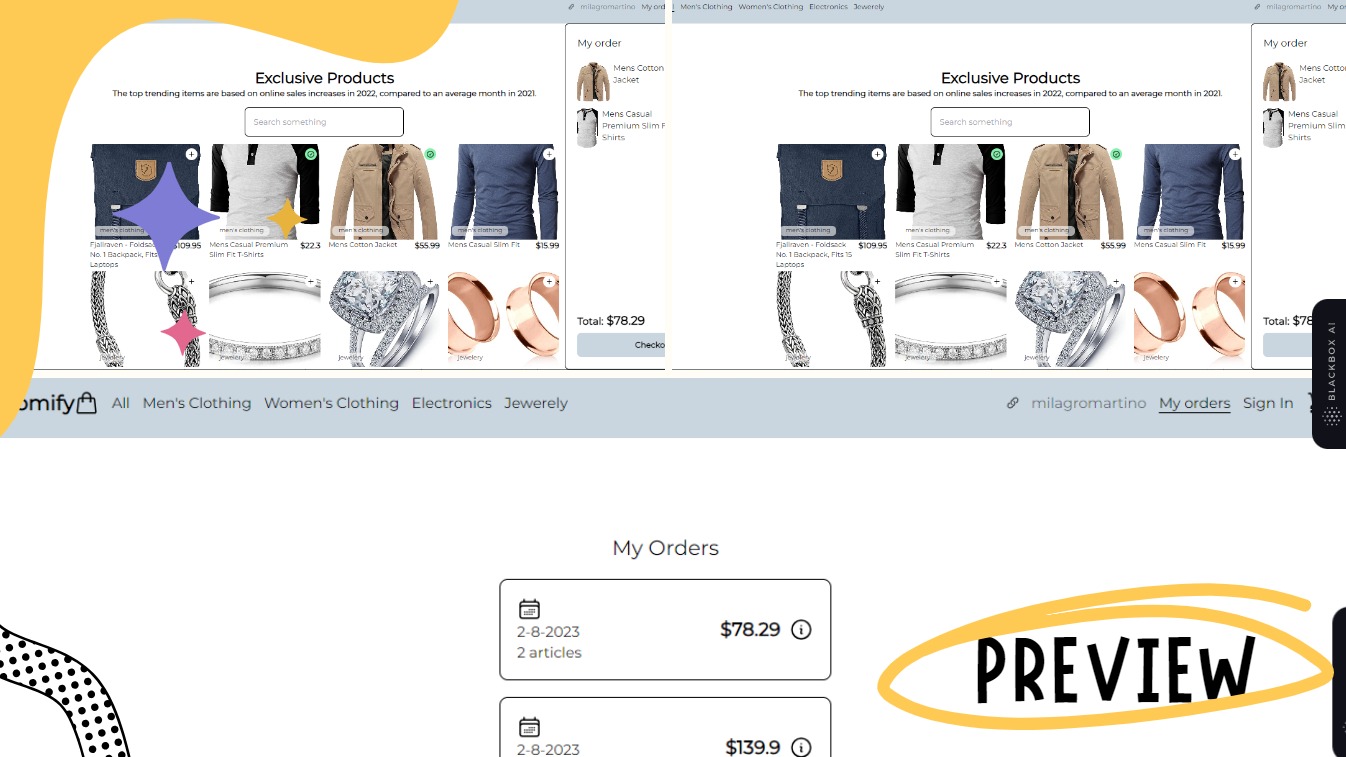 milagromartino My or
Men's Clothing Women's Clothing Electronics Jewerely
milagromartino My or
My order
Mens Cotton
Jacket
Mens Casual
Premium Slim F
Shirts
Exclusive Products
The top trending items are based on online sales increases in 2022, compared to an average month in 2021.
Search something
men's clothing
men's clothing
men's clothing
men's clothing
Fjallraven - Foldsack
No. 1 Backpack, Fits
Laptops
$109.95
Mens Casual Premium
Slim Fit T-Shirts
$22.3
Mens Cotton Jacket
$55.99
Mens Casual Slim Fit
$15.99
jewelery
jewelery
jewelery
jewelery
Total: $78.29
Checko
My order
Mens Cotton
Jacket
Mens Casual
Premium Slim F
Shirts
Exclusive Products
The top trending items are based on online sales increases in 2022, compared to an average month in 2021.
Search something
men's clothing
men's clothing
men's clothing
men's clothing
Fjallraven - Foldsack
No. 1 Backpack, Fits 15
Laptops
$109.95
Mens Casual Premium
Slim Fit T-Shirts
$22.3
Mens Cotton Jacket
$55.99
Mens Casual Slim Fit
$15.99
jewelery
jewelery
jewelery
jewelery
Total: $78
BLACKBOX AI
omify All Men's Clothing Women's Clothing Electronics Jewerely
milagromartino My orders Sign In
My Orders
2-8-2023
2 articles
$78.29
2-8-2023
$139.9
PREVIEW